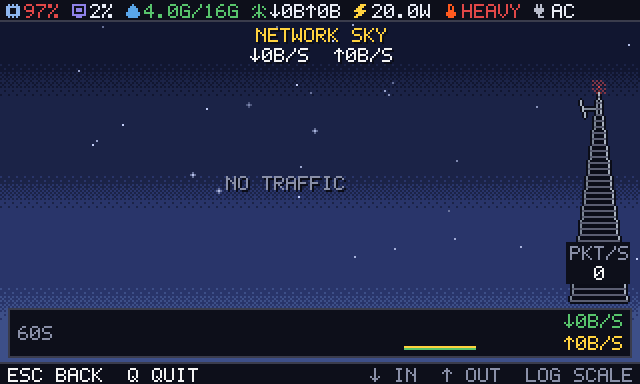 97% 2% 4.0G/16G ↓0B↑0B 20.0W HEAVY AC
NETWORK SKY
↓0B/S ↑0B/S
NO TRAFFIC
PKT/S
0
60S
↓0B/S
↑0B/S
ESC BACK Q QUIT ↓ IN ↑ OUT LOG SCALE